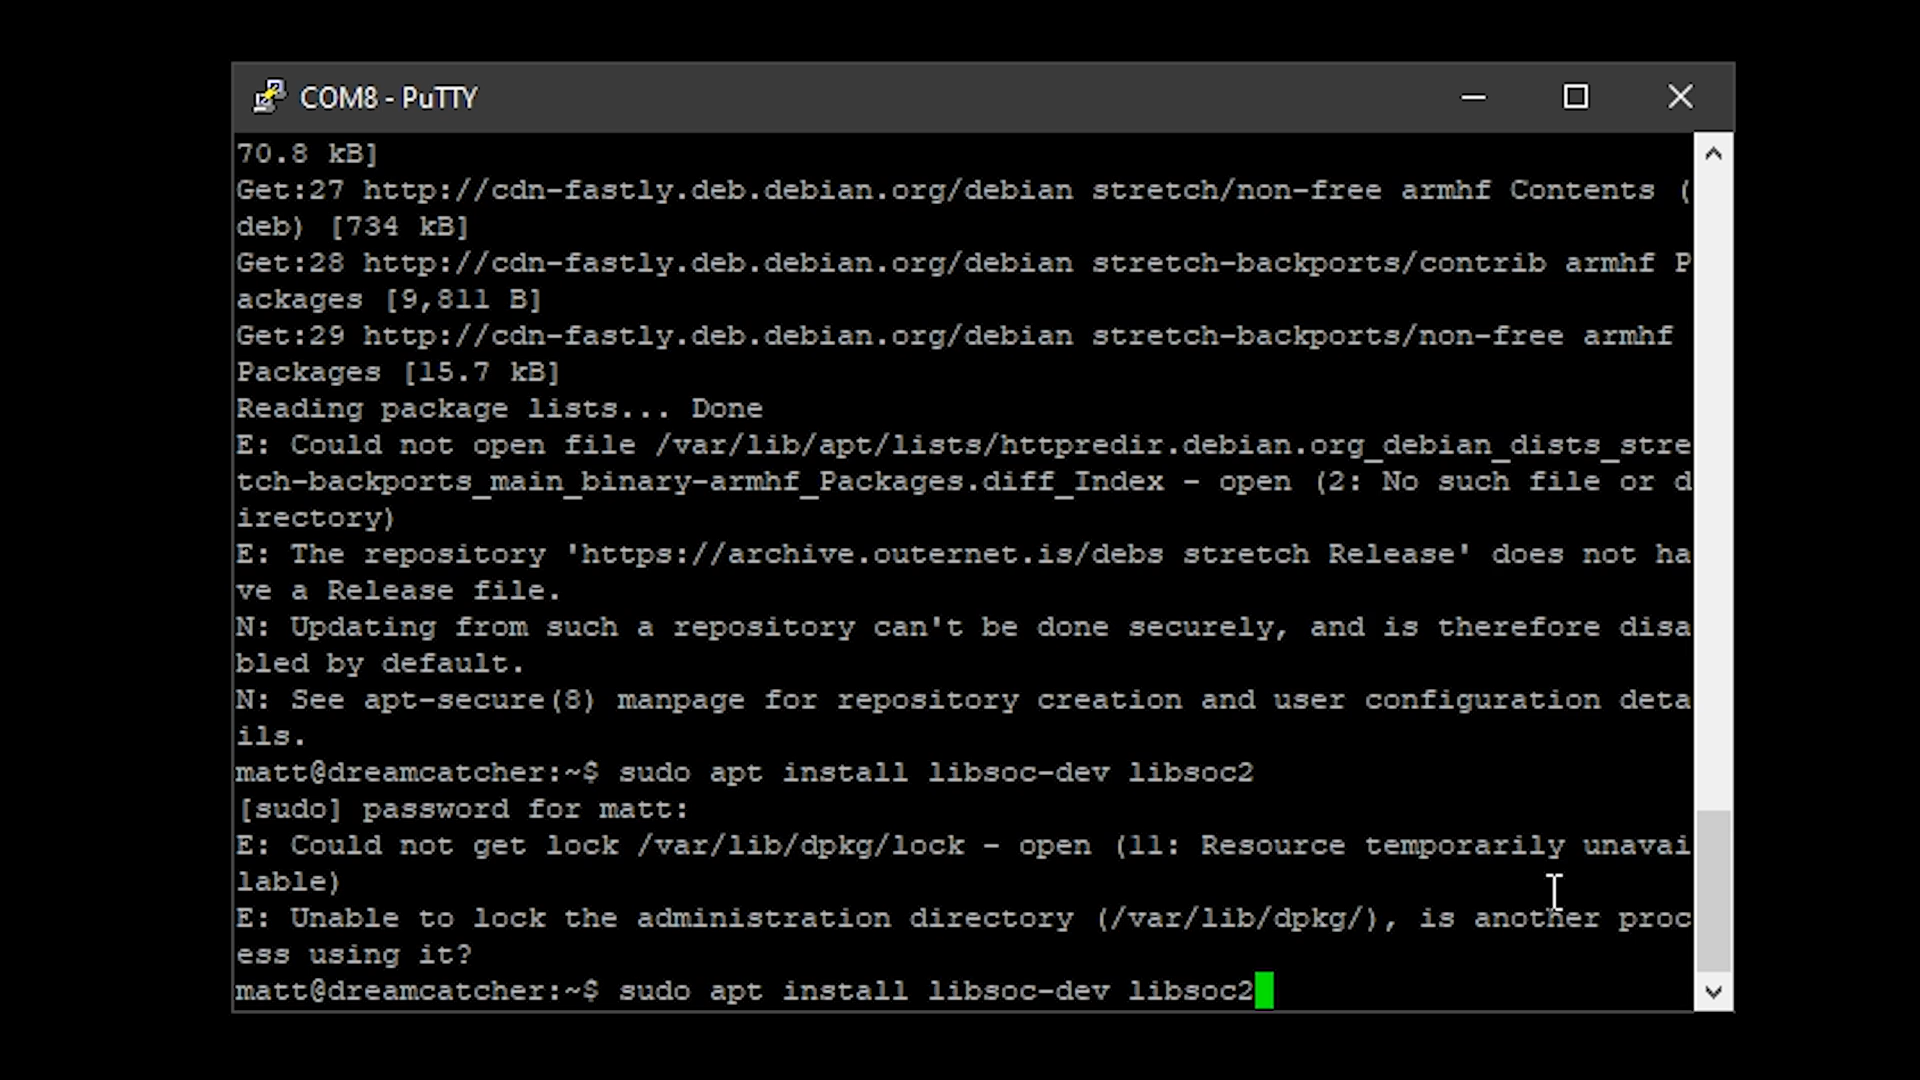 COM8 - PuTTY
70.8 kB]
Get:27 http://cdn-fastly.deb.debian.org/debian stretch/non-free armhf Contents (
deb) [734 kB]
Get:28 http://cdn-fastly.deb.debian.org/debian stretch-backports/contrib armhf P
ackages [9,811 B]
Get:29 http://cdn-fastly.deb.debian.org/debian stretch-backports/non-free armhf
Packages [15.7 kB]
Reading package lists... Done
E: Could not open file /var/lib/apt/lists/httpredir.debian.org_debian_dists_stre
tch-backports_main_binary-armhf_Packages.diff_Index - open (2: No such file or d
irectory)
E: The repository 'https://archive.outernet.is/debs stretch Release' does not ha
ve a Release file.
N: Updating from such a repository can't be done securely, and is therefore disa
bled by default.
N: See apt-secure(8) manpage for repository creation and user configuration deta
ils.
matt@dreamcatcher:~$ sudo apt install libsoc-dev libsoc2
[sudo] password for matt:
E: Could not get lock /var/lib/dpkg/lock - open (11: Resource temporarily unavai
lable)
E: Unable to lock the administration directory (/var/lib/dpkg/), is another proc
ess using it?
matt@dreamcatcher:~$ sudo apt install libsoc-dev libsoc2